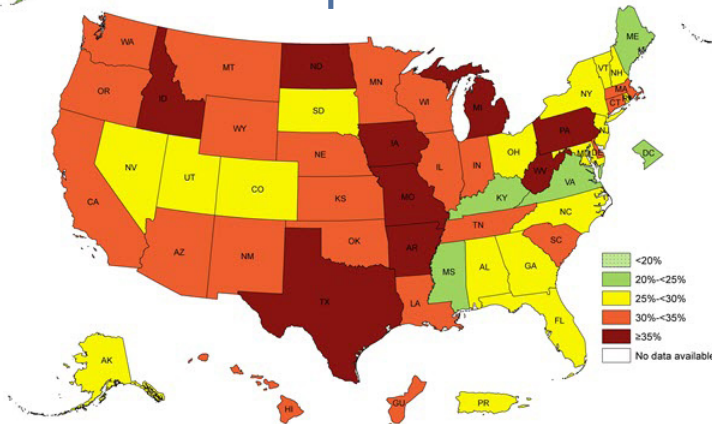 ME
WA
VT
NH
MT
ND
MN
NY
MA
OR
ID
SD
WI
MI
CT
WY
IA
PA
NJ
NE
OH
MD
DE
DC
NV
UT
CO
IL
IN
WV
VA
CA
KS
MO
KY
NC
TN
OK
AZ
NM
AR
SC
MS
AL
GA
<20%
20%-<25%
TX
LA
25%-<30%
FL
30%-<35%
≥35%
AK
No data available
HI
GU
PR